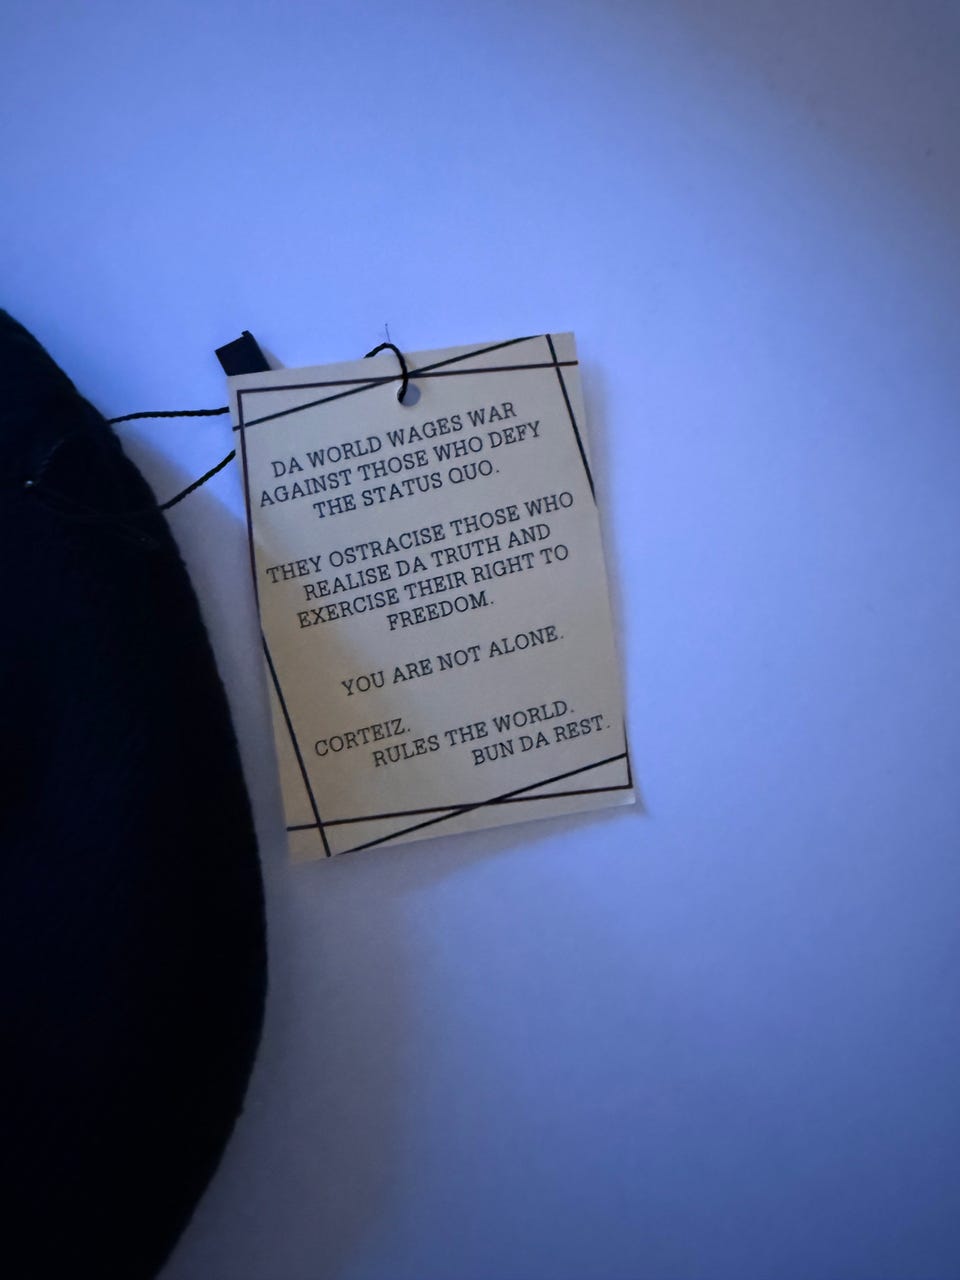 DA WORLD WAGES WAR
AGAINST THOSE WHO DEFY
THE STATUS QUO.
THEY OSTRACISE THOSE WHO
REALISE DA TRUTH AND
EXERCISE THEIR RIGHT TO
FREEDOM.
YOU ARE NOT ALONE.
CORTEIZ.
RULES THE WORLD.
BUN DA REST.